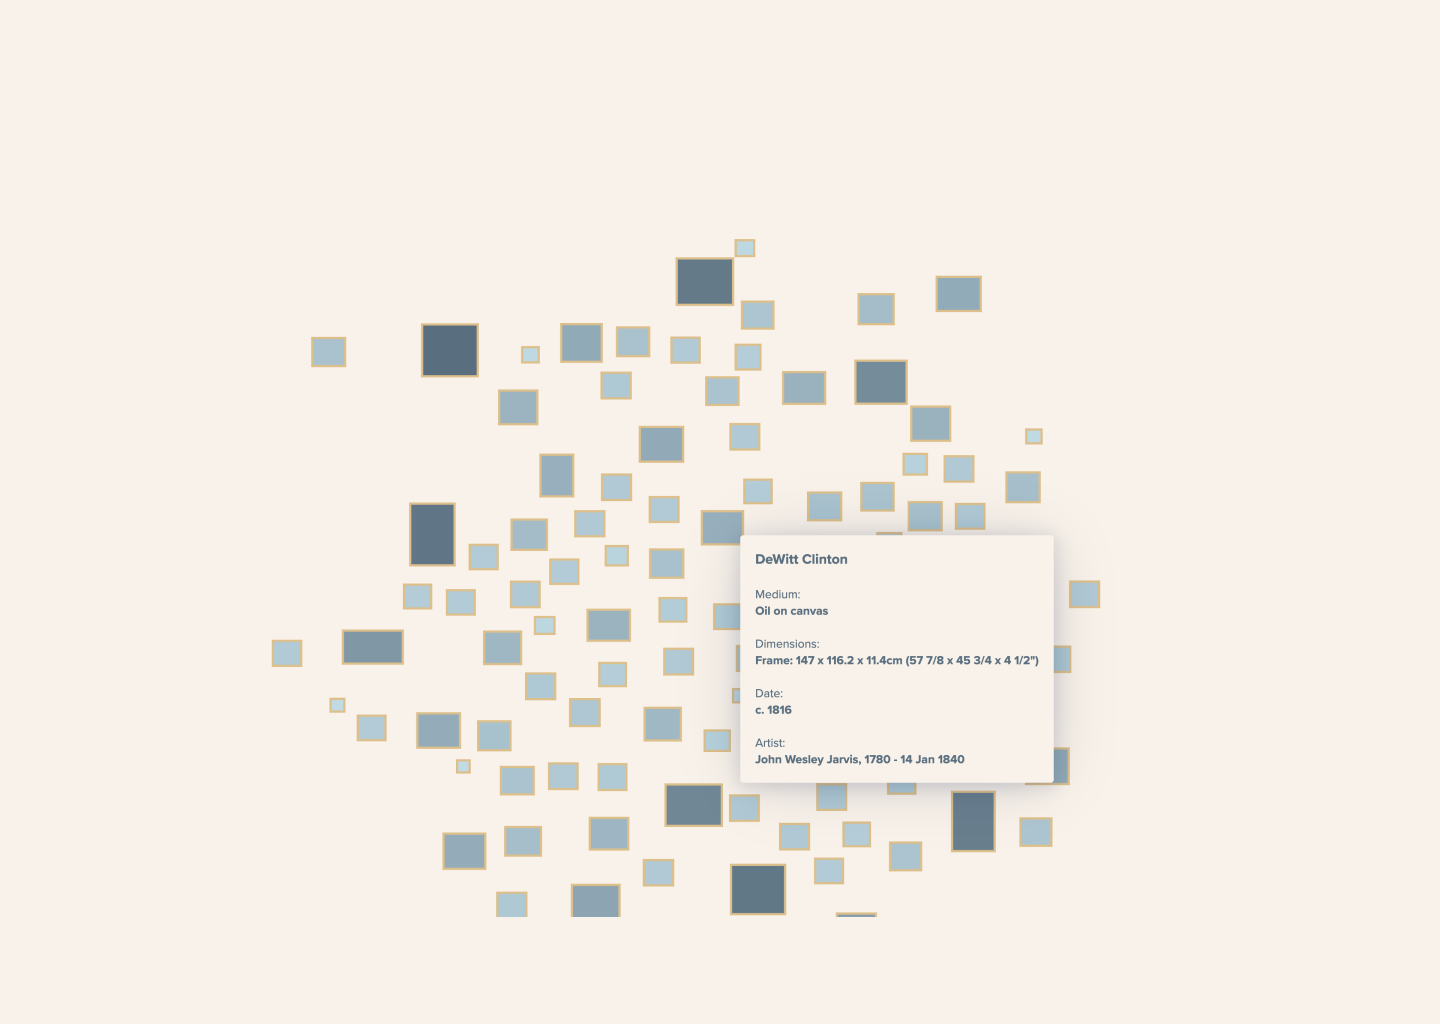 DeWitt Clinton
Medium:
Oil on canvas
Dimensions:
Frame: 147 x 116.2 x 11.4cm (57 7/8 x 45 3/4 x 4 1/2")
Date:
c. 1816
Artist:
John Wesley Jarvis, 1780 - 14 Jan 1840